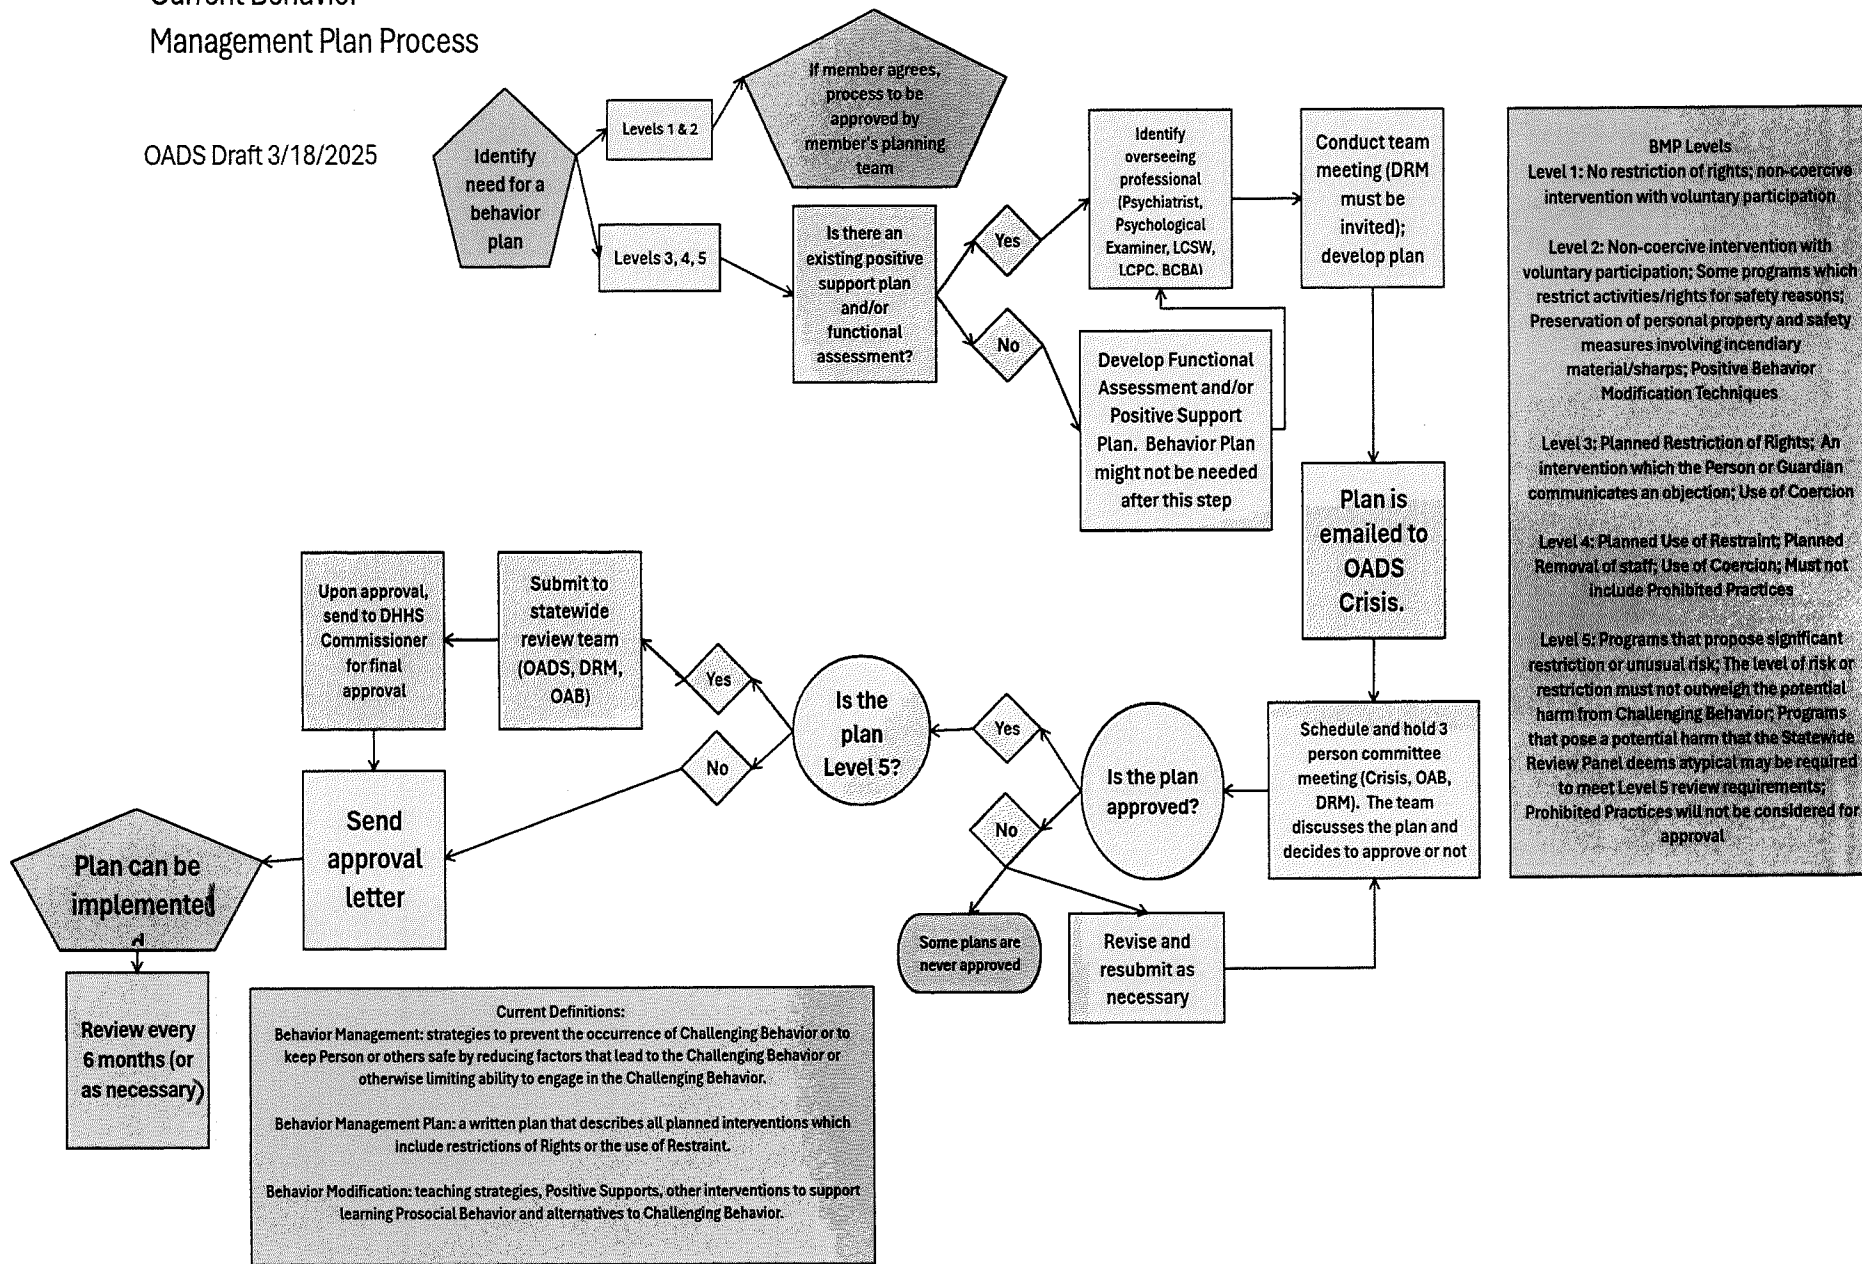 Current Behavior
Management Plan Process
OADS Draft 3/18/2025
Identify
need for a
behavior
plan
Levels 1 & 2
Levels 3, 4, 5
If member agrees,
process to be
approved by
member's planning
team
Is there an
existing positive
support plan
and/or
functional
assessment?
Yes
No
Identify
overseeing
professional
(Psychiatrist,
Psychological
Examiner, LCSW,
LCPC, BCBA)
Develop Functional
Assessment and/or
Positive Support
Plan. Behavior Plan
might not be needed
after this step
Conduct team
meeting (DRM
must be
invited);
develop plan
Plan is
emailed to
OADS
Crisis.
Schedule and hold 3
person committee
meeting (Crisis, OAB,
DRM). The team
discusses the plan and
decides to approve or not
Is the plan
approved?
Yes
No
Some plans are
never approved
Revise and
resubmit as
necessary
Is the
plan
Level 5?
Yes
No
Submit to
statewide
review team
(OADS, DRM,
OAB)
Upon approval,
send to DHHS
Commissioner
for final
approval
Send
approval
letter
Plan can be
implemented
Review every
6 months (or
as necessary)
Current Definitions:
Behavior Management: strategies to prevent the occurrence of Challenging Behavior or to
keep Person or others safe by reducing factors that lead to the Challenging Behavior or
otherwise limiting ability to engage in the Challenging Behavior.
Behavior Management Plan: a written plan that describes all planned interventions which
include restrictions of Rights or the use of Restraint.
Behavior Modification: teaching strategies, Positive Supports, other interventions to support
learning Prosocial Behavior and alternatives to Challenging Behavior.
BMP Levels
Level 1: No restriction of rights; non-coercive
intervention with voluntary participation
Level 2: Non-coercive intervention with
voluntary participation; Some programs which
restrict activities/rights for safety reasons;
Preservation of personal property and safety
measures involving incendiary
material/sharps; Positive Behavior
Modification Techniques
Level 3: Planned Restriction of Rights; An
intervention which the Person or Guardian
communicates an objection; Use of Coercion
Level 4: Planned Use of Restraint; Planned
Removal of staff; Use of Coercion; Must not
include Prohibited Practices
Level 5: Programs that propose significant
restriction or unusual risk; The level of risk or
restriction must not outweigh the potential
harm from Challenging Behavior; Programs
that pose a potential harm that the Statewide
Review Panel deems atypical may be required
to meet Level 5 review requirements;
Prohibited Practices will not be considered for
approval